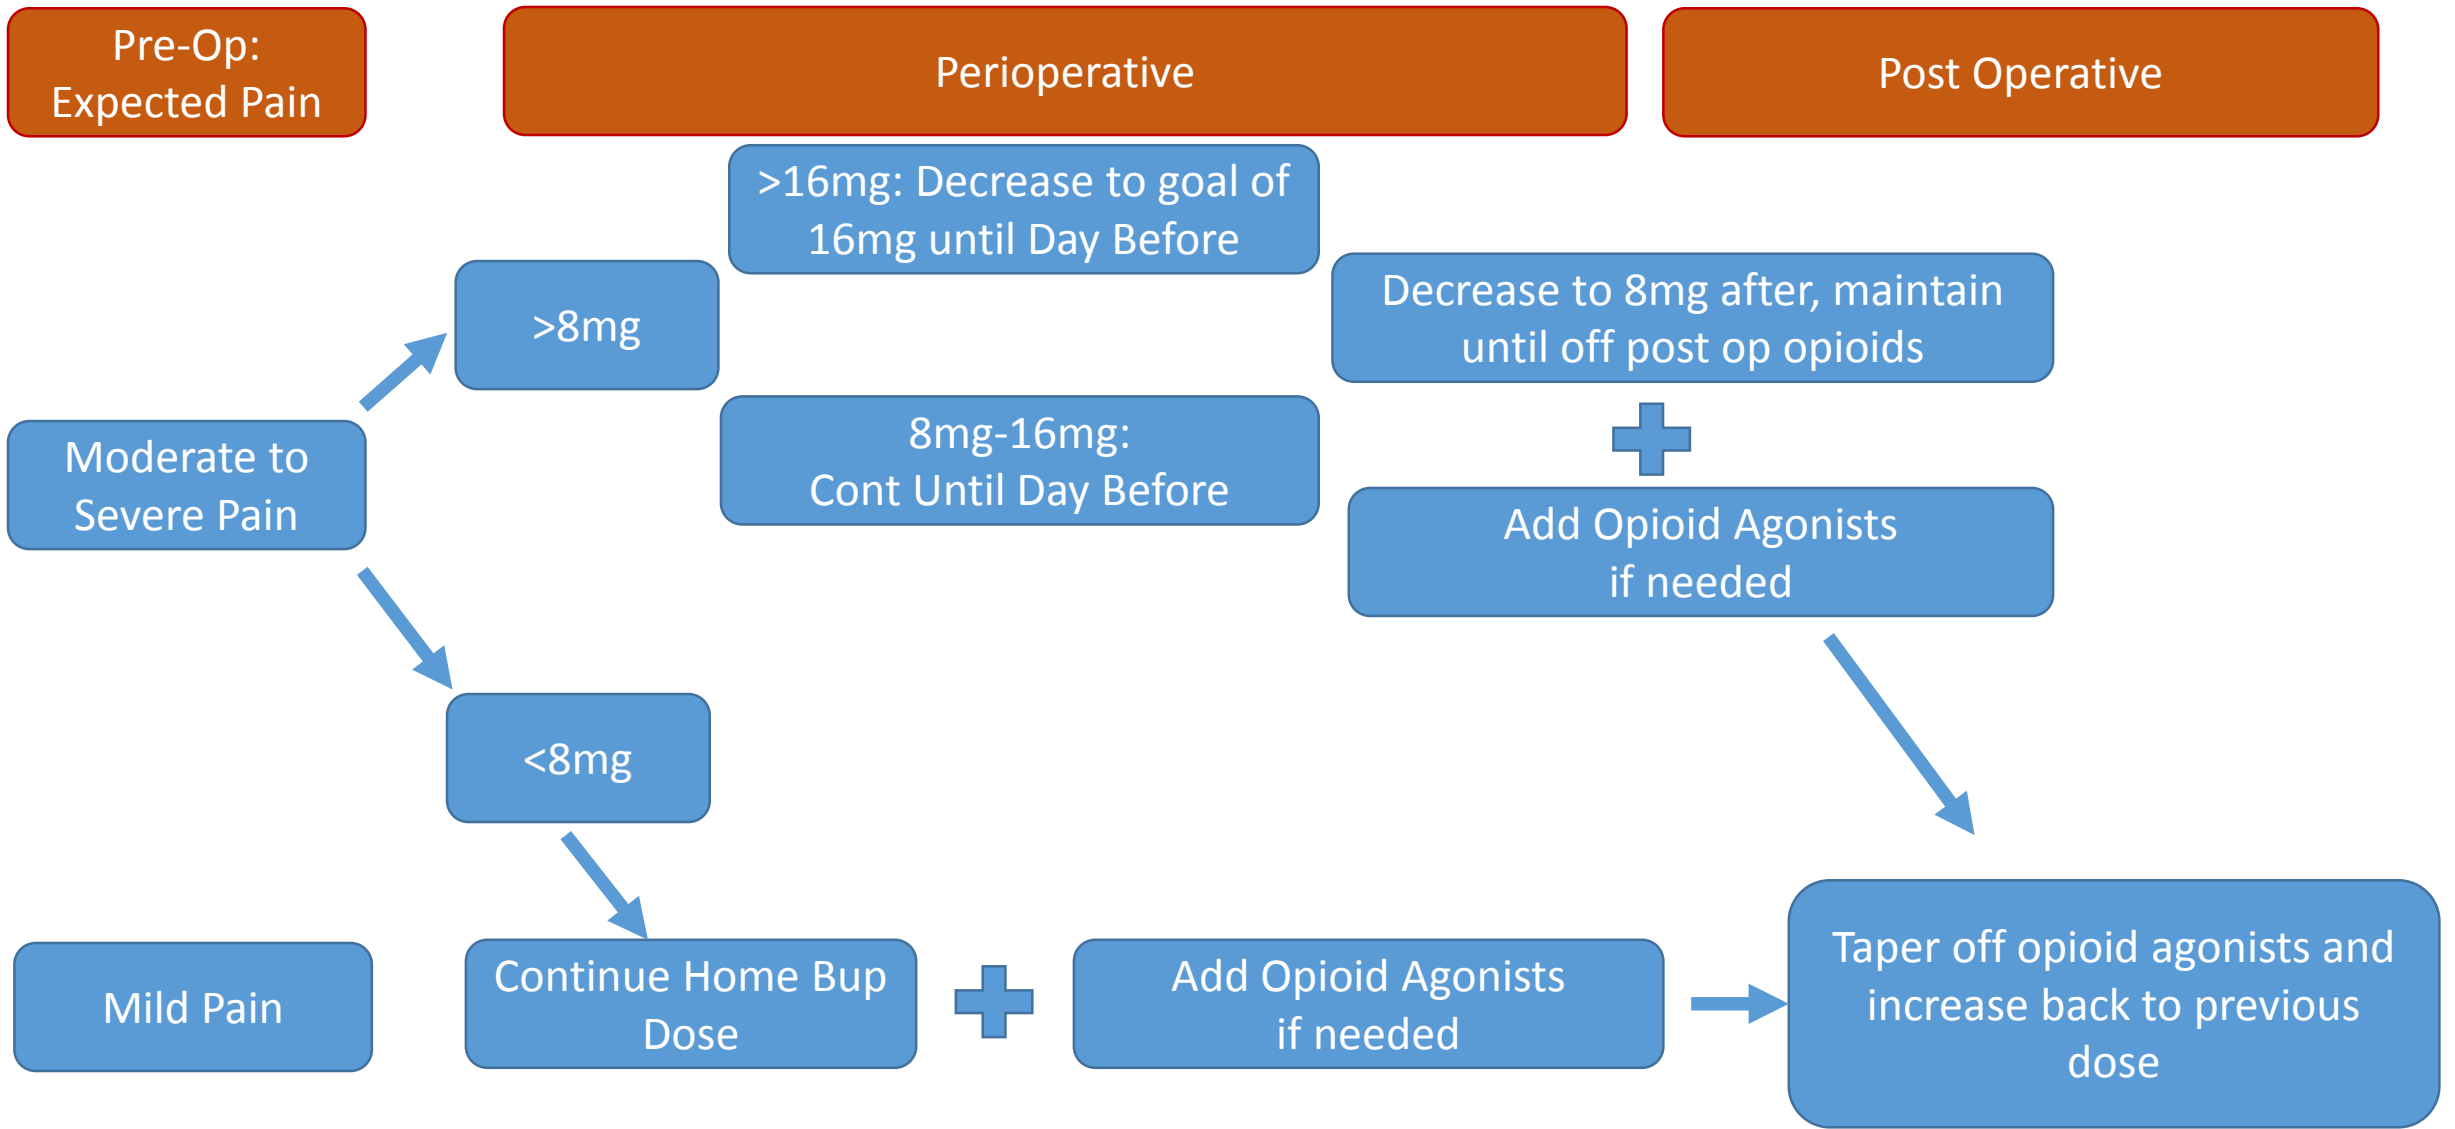 Pre-Op:
Expected Pain
Perioperative
Post Operative
>16mg: Decrease to goal of
16mg until Day Before
>8mg
Decrease to 8mg after, maintain
until off post op opioids
8mg-16mg:
Cont Until Day Before
Moderate to
Severe Pain
Add Opioid Agonists
if needed
<8mg
Mild Pain
Continue Home Bup
Dose
Add Opioid Agonists
if needed
Taper off opioid agonists and
increase back to previous
dose